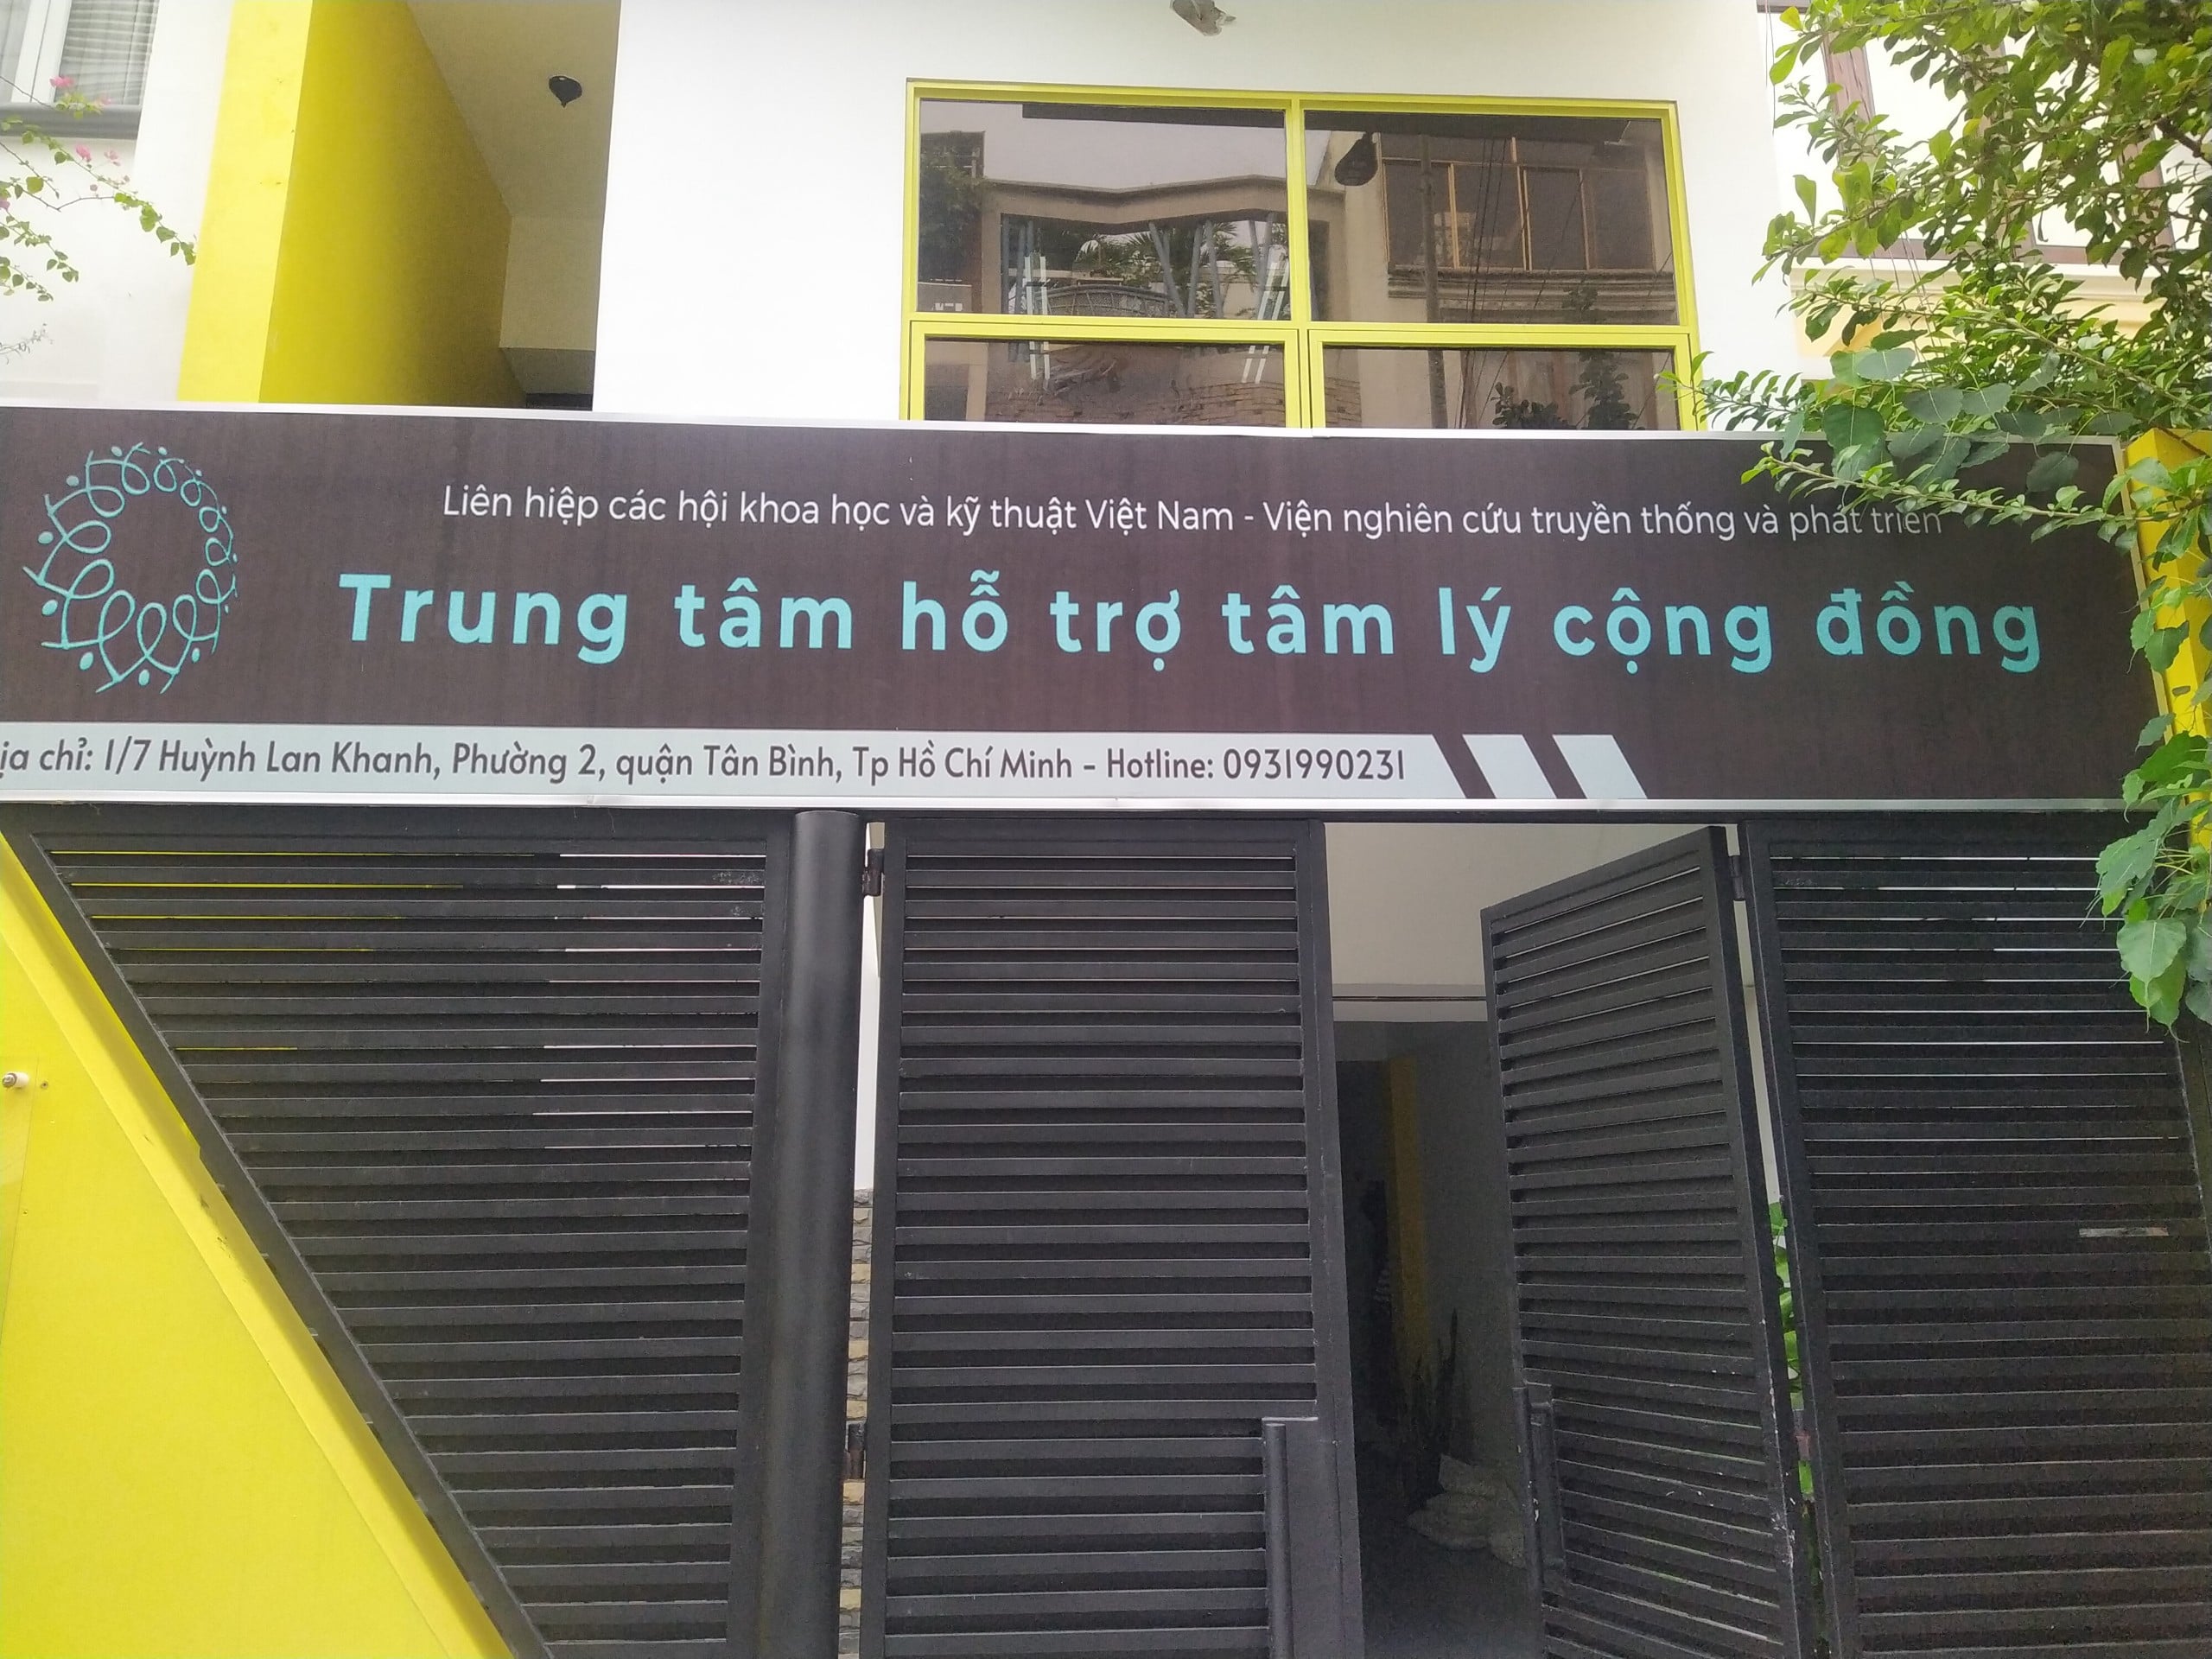 Liên hiệp các hội khoa học và kỹ thuật Việt Nam - Viện nghiên cứu truyền thống và phát triển
Trung tâm hỗ trợ tâm lý cộng đồng
ịa chỉ: 1/7 Huỳnh Lan Khanh, Phường 2, quận Tân Bình, Tp Hồ Chí Minh - Hotline: 0931990231